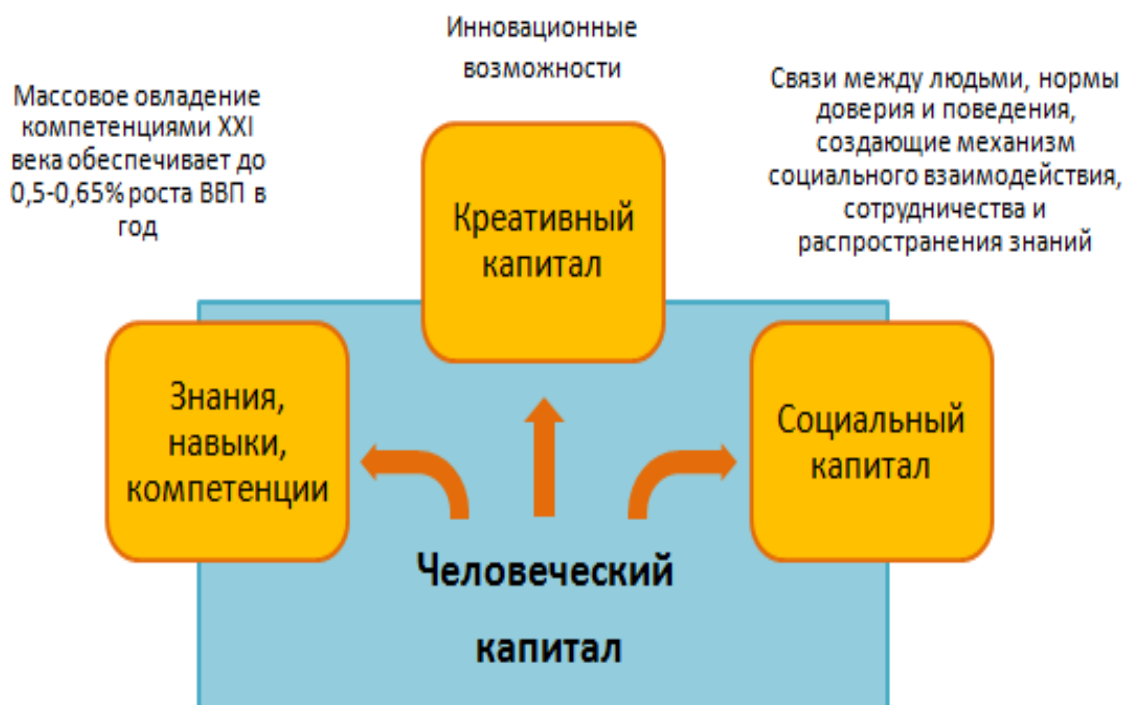 Инновационные
возможности
Массовое овладение
компетенциями XXI
века обеспечивает до
0,5-0,65% роста ВВП в
год
Связи между людьми, нормы
доверия и поведения,
создающие механизм
социального взаимодействия,
сотрудничества и
распространения знаний
Креативный
капитал
Знания,
навыки,
компетенции
Социальный
капитал
Человеческий
капитал